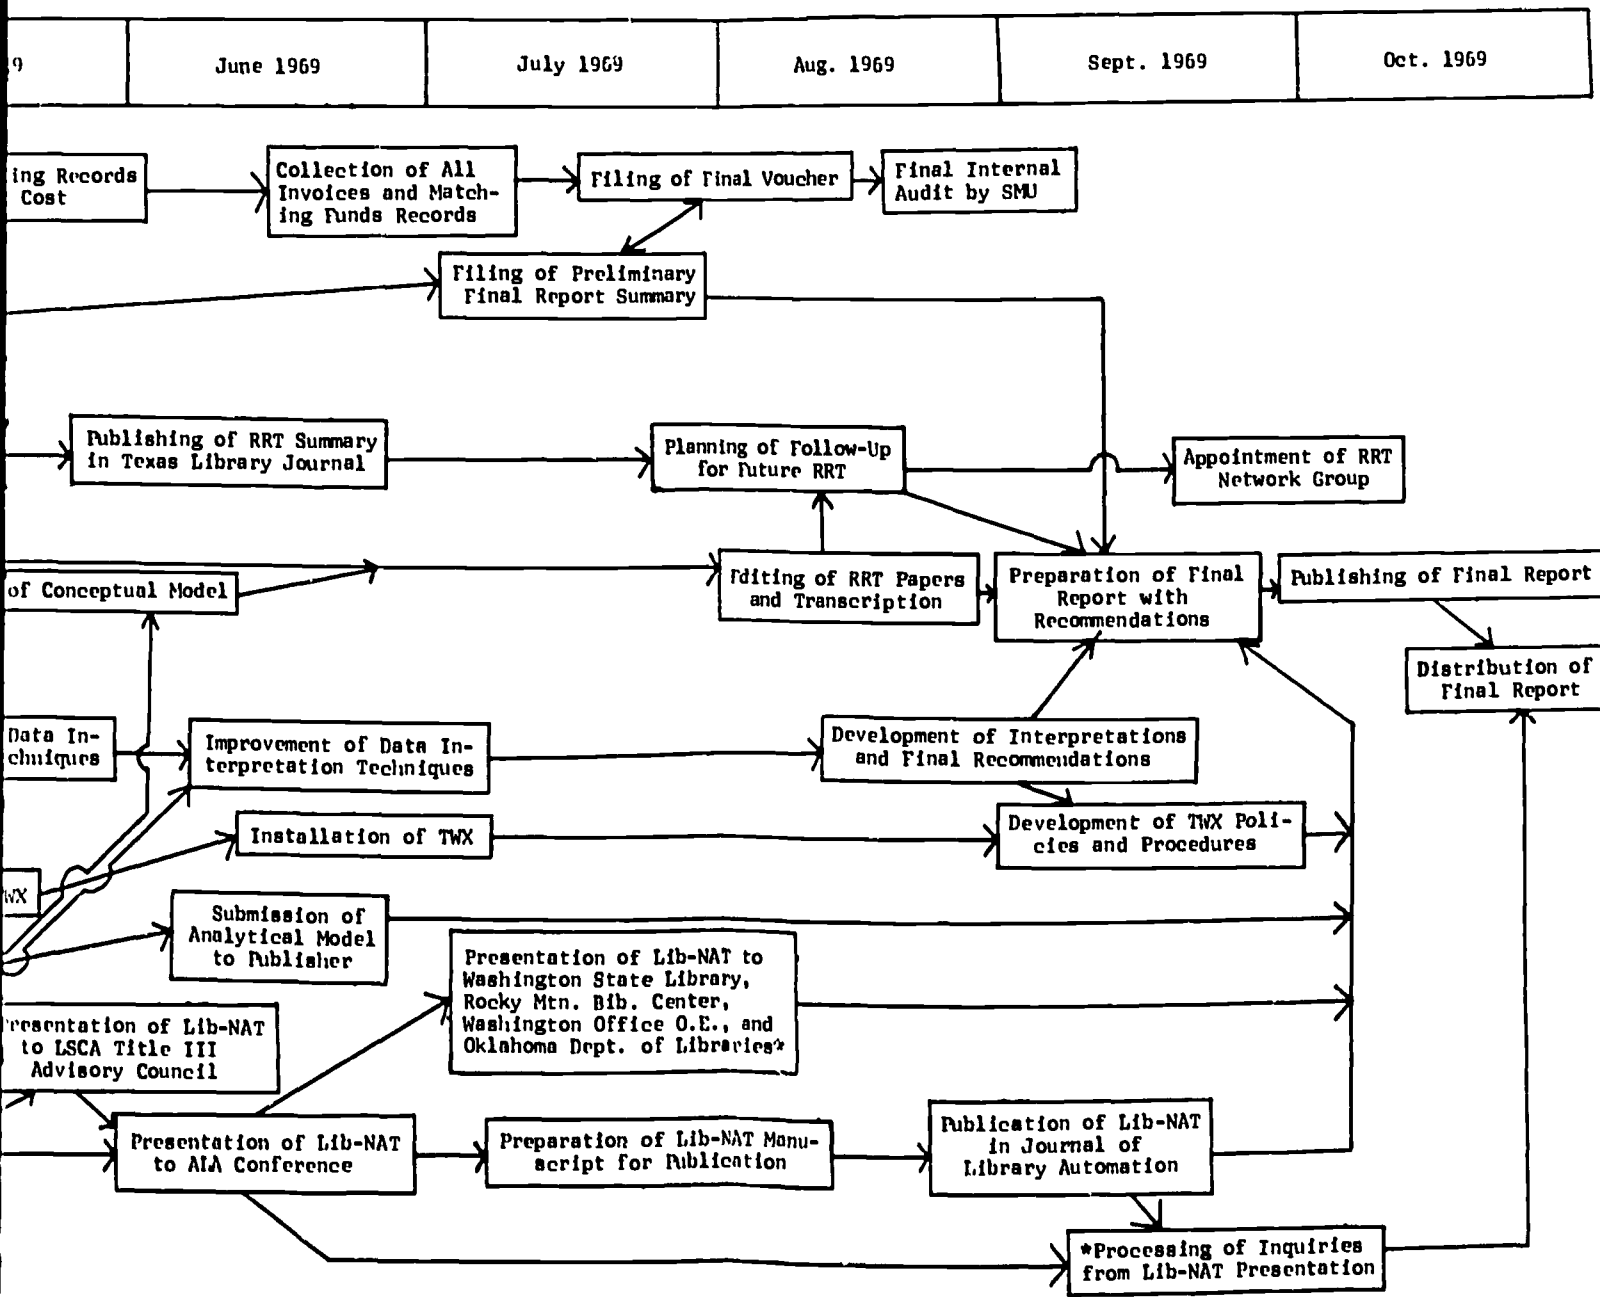 9
June 1969
July 1969
Aug. 1969
Sept. 1969
Oct. 1969
ing Records
Cost
Collection of All
Invoices and Match-
ing Funds Records
Filing of Final Voucher
Final Internal
Audit by SMU
Filing of Preliminary
Final Report Summary
Publishing of RRT Summary
in Texas Library Journal
Planning of Follow-Up
for Future RRT
Appointment of RRT
Network Group
of Conceptual Model
Editing of RRT Papers
and Transcription
Preparation of Final
Report with
Recommendations
Publishing of Final Report
Distribution of
Final Report
Data In-
chniques
Improvement of Data In-
terpretation Techniques
Development of Interpretations
and Final Recommendations
Installation of TWX
Development of TWX Poli-
cies and Procedures
WX
Submission of
Analytical Model
to Publisher
Presentation of Lib-NAT to
Washington State Library,
Rocky Mtn. Bib. Center,
Washington Office O.E., and
Oklahoma Dept. of Libraries*
Presentation of Lib-NAT
to LSCA Title III
Advisory Council
Presentation of Lib-NAT
to ALA Conference
Preparation of Lib-NAT Manu-
script for Publication
Publication of Lib-NAT
in Journal of
Library Automation
*Processing of Inquiries
from Lib-NAT Presentation